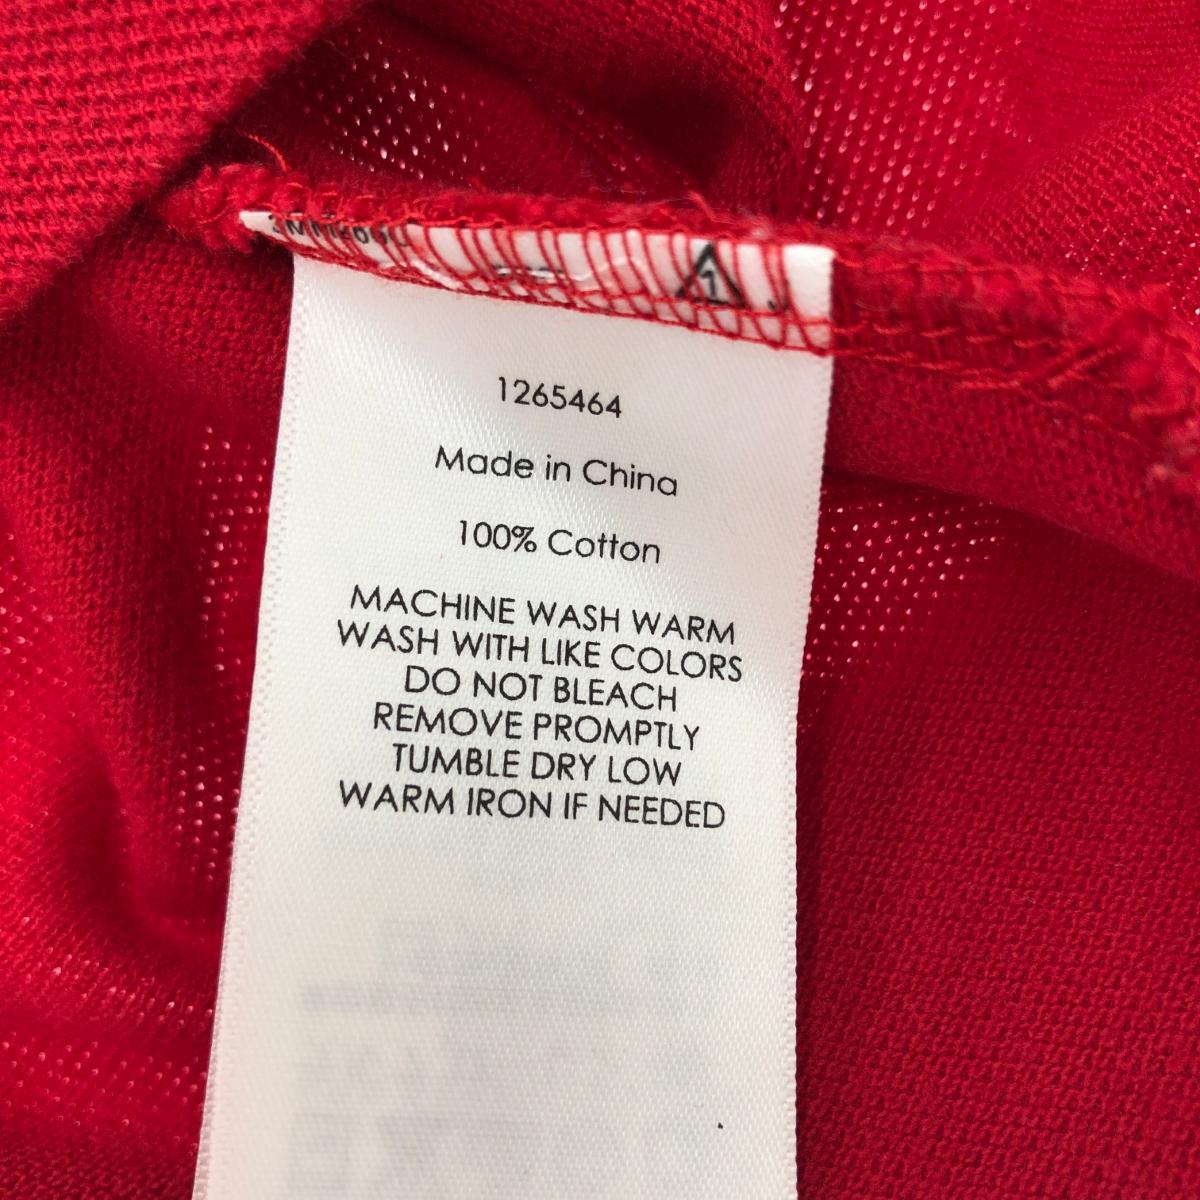 1
1265464
Made in China
100% Cotton
MACHINE WASH WARM
WASH WITH LIKE COLORS
DO NOT BLEACH
REMOVE PROMPTLY
TUMBLE DRY LOW
WARM IRON IF NEEDED